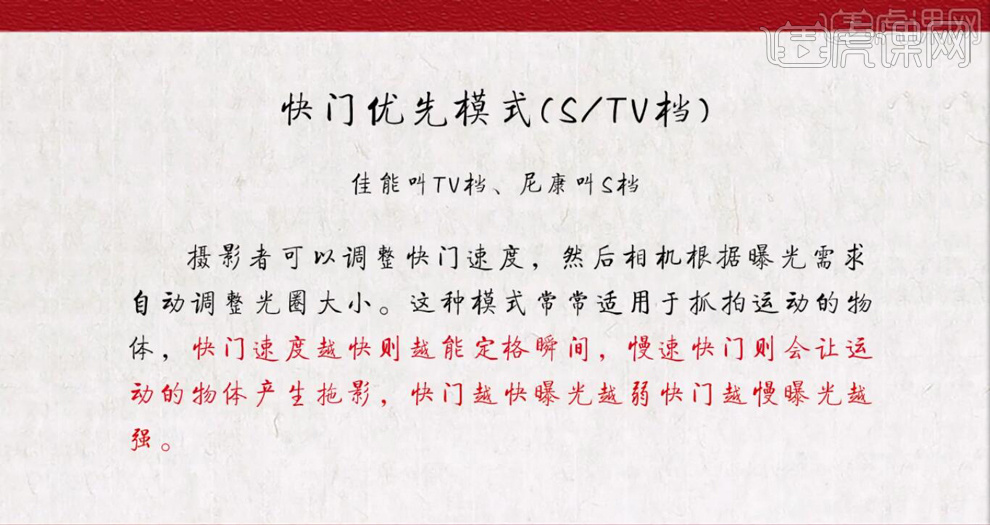 虎课网
快门优先模式(S/TV档)
佳能叫TV档、尼康叫S档
摄影者可以调整快门速度，然后相机根据曝光需求
自动调整光圈大小。这种模式常常适用于抓拍运动的物
体，快门速度越快则越能定格瞬间，慢速快门则会让运
动的物体产生拖影，快门越快曝光越弱快门越慢曝光越
强。